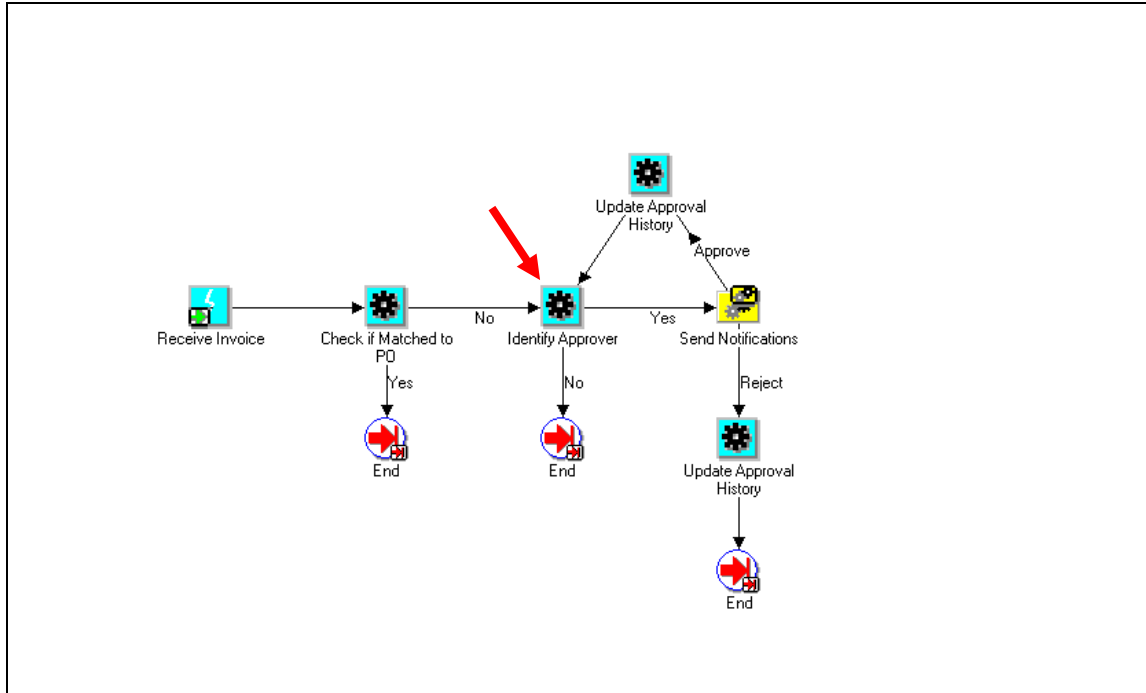 Update Approval
History
Approve
Receive Invoice
Check if Matched to
PO
No
Identify Approver
Yes
Send Notifications
Yes
No
Reject
End
End
Update Approval
History
End